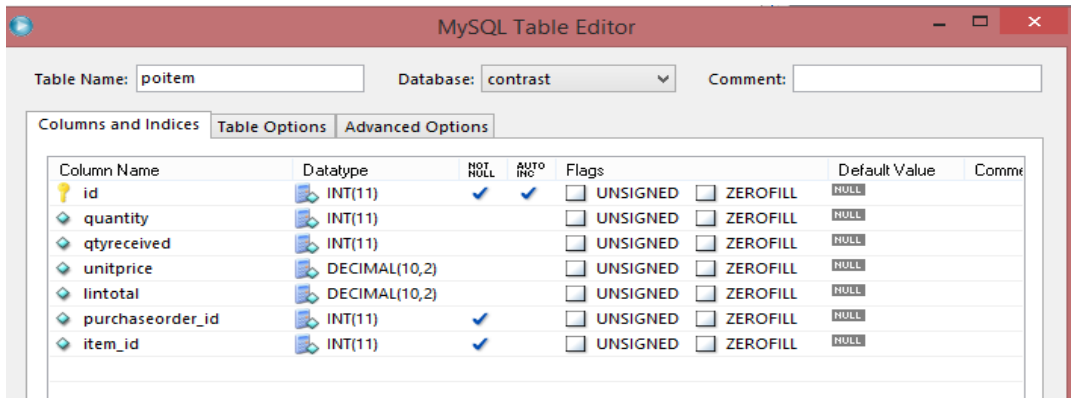 MySQL Table Editor
Table Name: poitem Database: contrast Comment:
Columns and Indices Table Options Advanced Options
Column Name Datatype NOT NULL AUTO INC Flags Default Value Comme
id INT(11) UNSIGNED ZEROFILL NULL
quantity INT(11) UNSIGNED ZEROFILL NULL
qtyreceived INT(11) UNSIGNED ZEROFILL NULL
unitprice DECIMAL(10,2) UNSIGNED ZEROFILL NULL
lintotal DECIMAL(10,2) UNSIGNED ZEROFILL NULL
purchaseorder_id INT(11) UNSIGNED ZEROFILL NULL
item_id INT(11) UNSIGNED ZEROFILL NULL